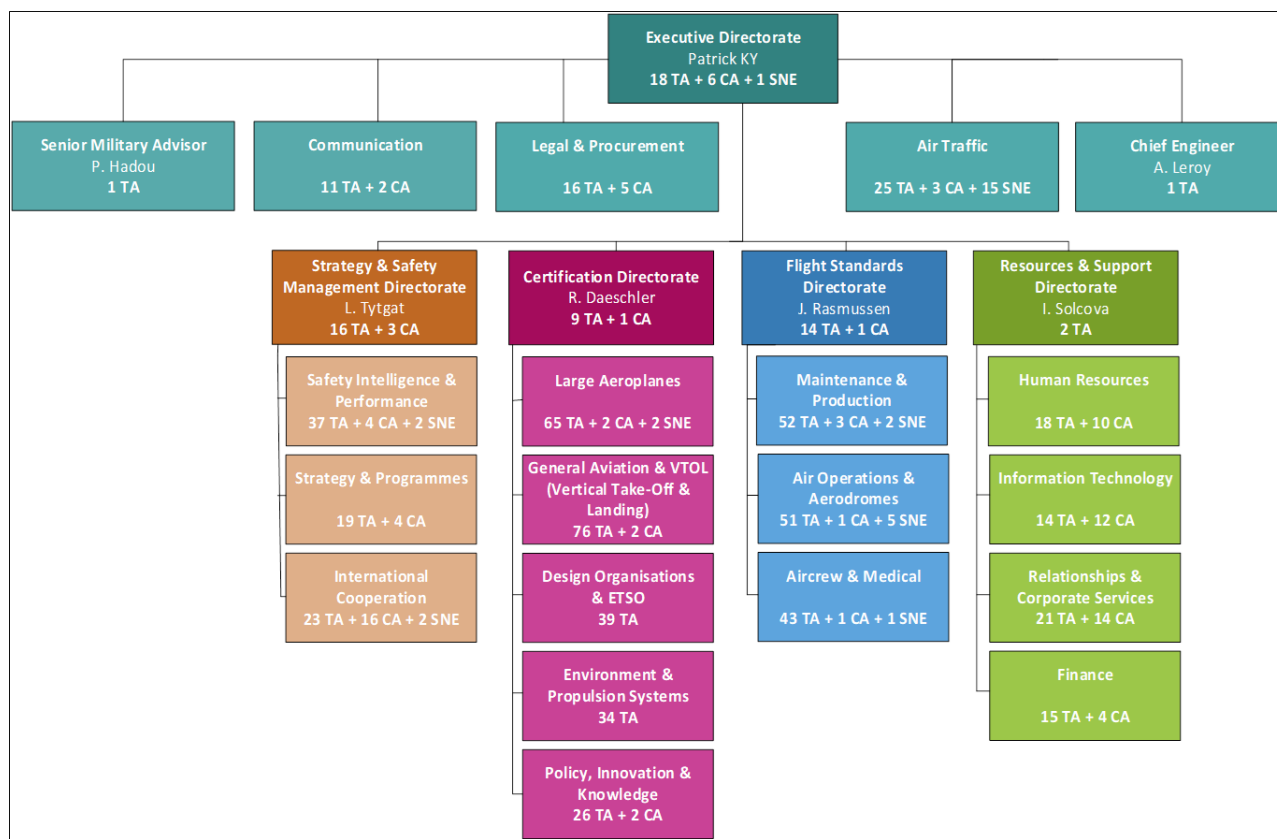 Executive Directorate
Patrick KY
18 TA + 6 CA + 1 SNE
Senior Military Advisor
P. Hadou
1 TA
Communication
11 TA + 2 CA
Legal & Procurement
16 TA + 5 CA
Air Traffic
25 TA + 3 CA + 15 SNE
Chief Engineer
A. Leroy
1 TA
Strategy & Safety
Management Directorate
L. Tytgat
16 TA + 3 CA
Certification Directorate
R. Daeschler
9 TA + 1 CA
Flight Standards
Directorate
J. Rasmussen
14 TA + 1 CA
Resources & Support
Directorate
I. Solcova
2 TA
Safety Intelligence &
Performance
37 TA + 4 CA + 2 SNE
Strategy & Programmes
19 TA + 4 CA
International
Cooperation
23 TA + 16 CA + 2 SNE
Large Aeroplanes
65 TA + 2 CA + 2 SNE
General Aviation & VTOL
(Vertical Take-Off &
Landing)
76 TA + 2 CA
Design Organisations
& ETSO
39 TA
Environment &
Propulsion Systems
34 TA
Policy, Innovation &
Knowledge
26 TA + 2 CA
Maintenance &
Production
52 TA + 3 CA + 2 SNE
Air Operations &
Aerodromes
51 TA + 1 CA + 5 SNE
Aircrew & Medical
43 TA + 1 CA + 1 SNE
Human Resources
18 TA + 10 CA
Information Technology
14 TA + 12 CA
Relationships &
Corporate Services
21 TA + 14 CA
Finance
15 TA + 4 CA